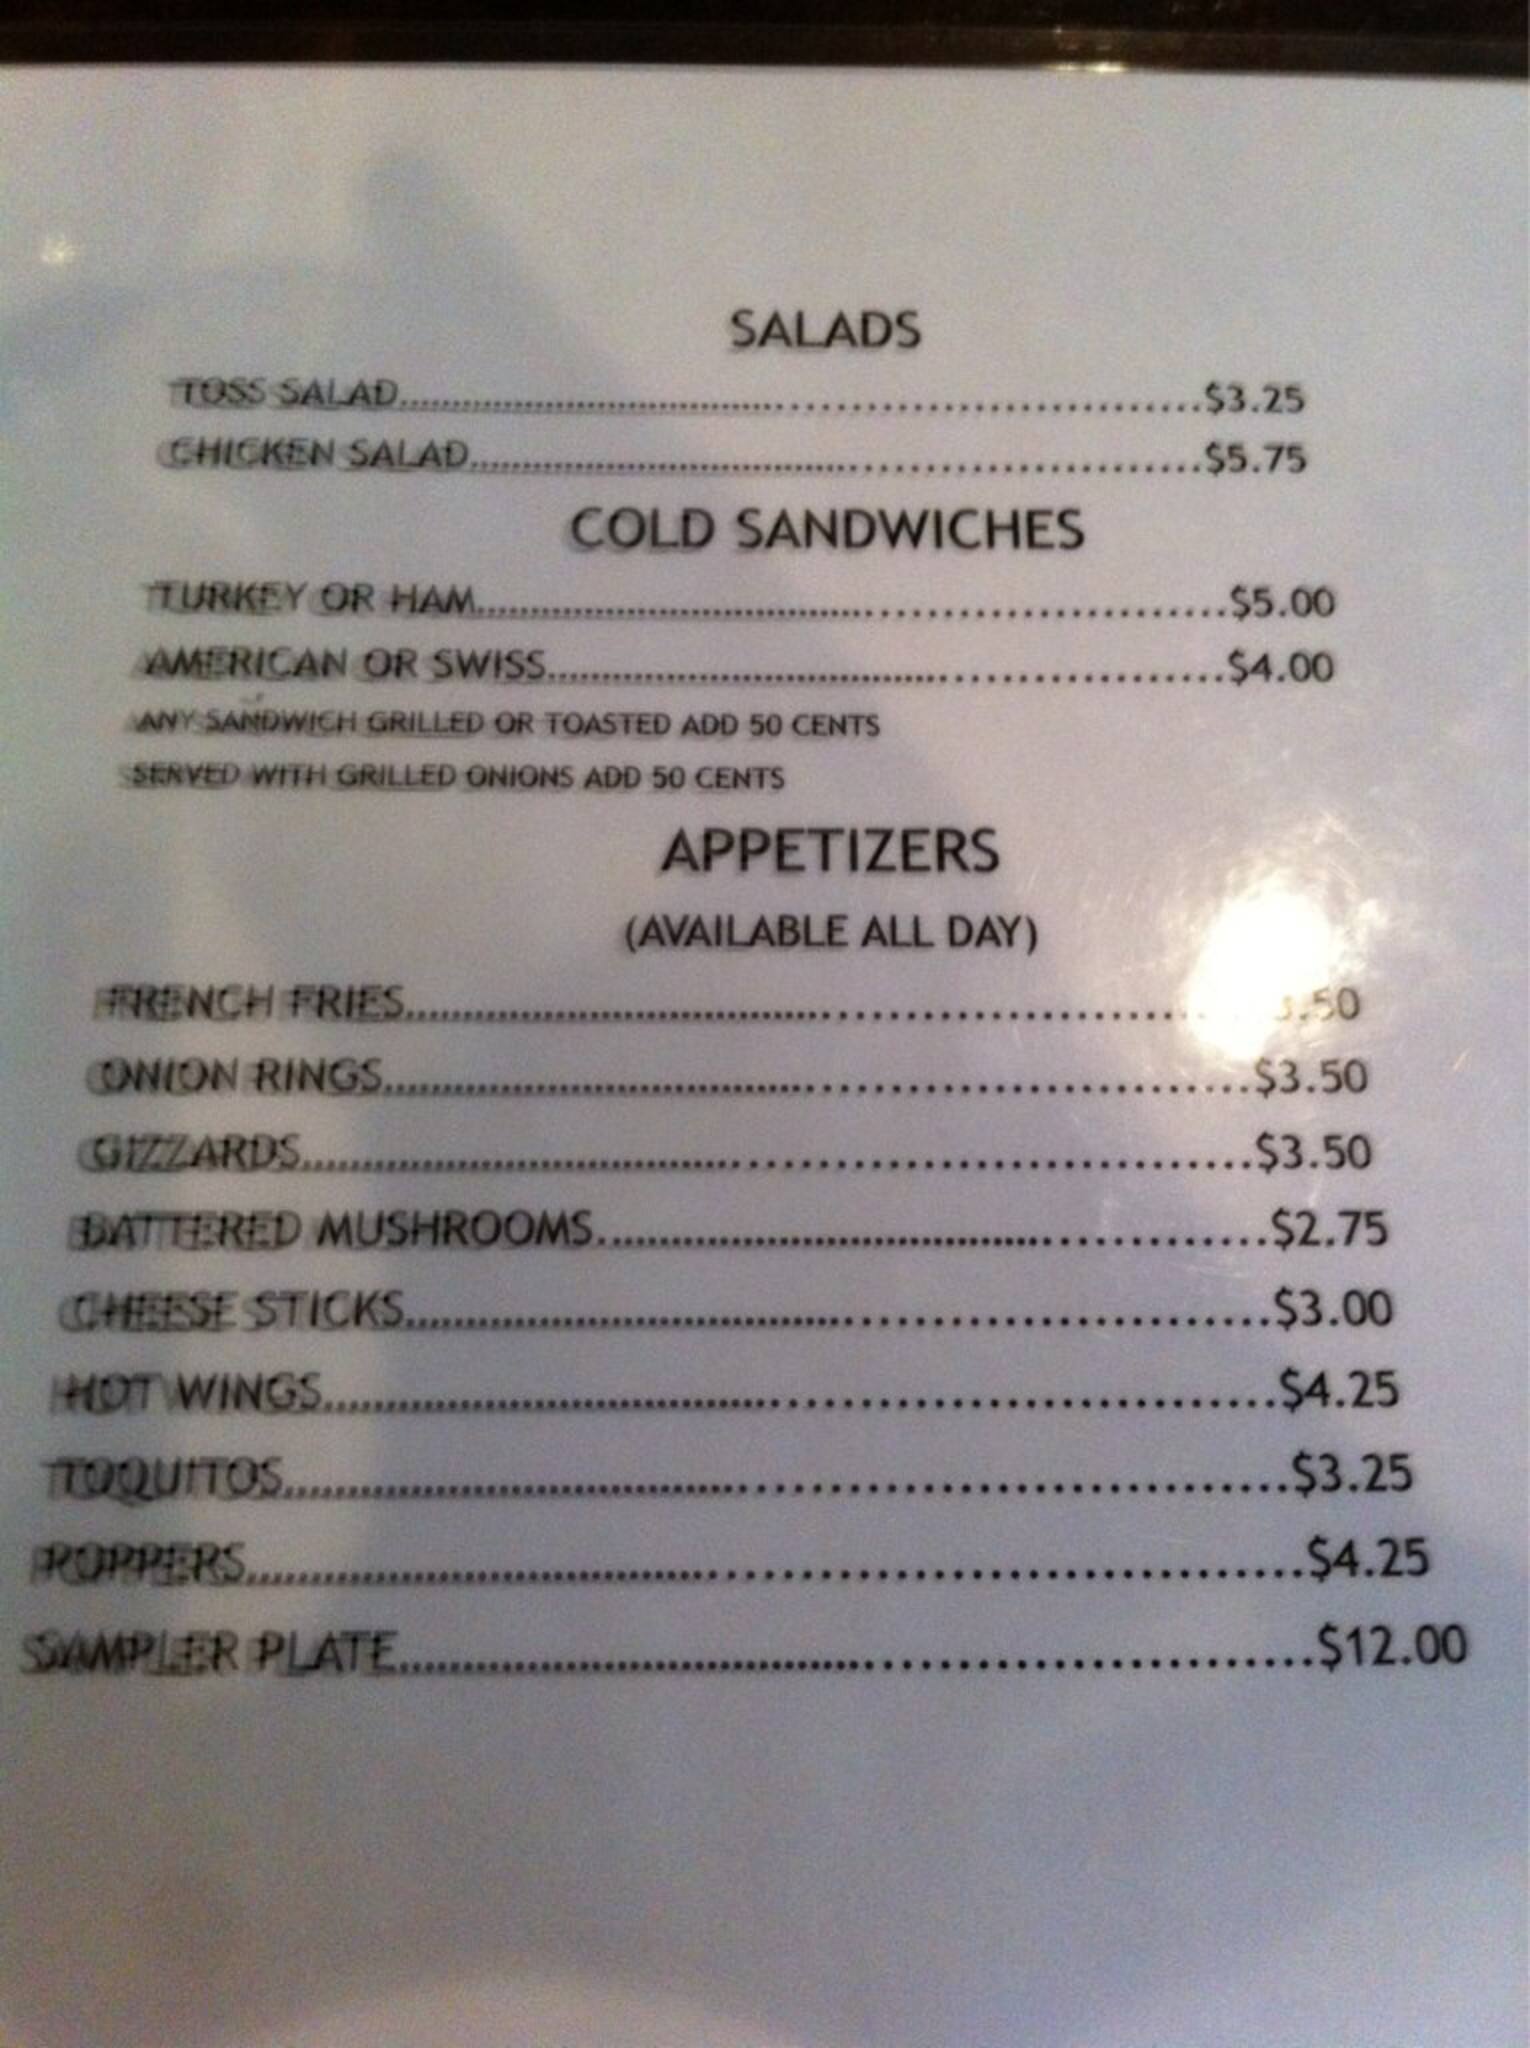 SALADS
TOSS SALAD..........$3.25
CHICKEN SALAD..........$5.75
COLD SANDWICHES
TURKEY OR HAM..........$5.00
AMERICAN OR SWISS..........$4.00
ANY SANDWICH GRILLED OR TOASTED ADD 50 CENTS
SERVED WITH GRILLED ONIONS ADD 50 CENTS
APPETIZERS
(AVAILABLE ALL DAY)
FRENCH FRIES..........3.50
ONION RINGS..........$3.50
GIZZARDS..........$3.50
BATTERED MUSHROOMS..........$2.75
CHEESE STICKS..........$3.00
HOT WINGS..........$4.25
TOQUITOS..........$3.25
POPPERS..........$4.25
SAMPLER PLATE..........$12.00